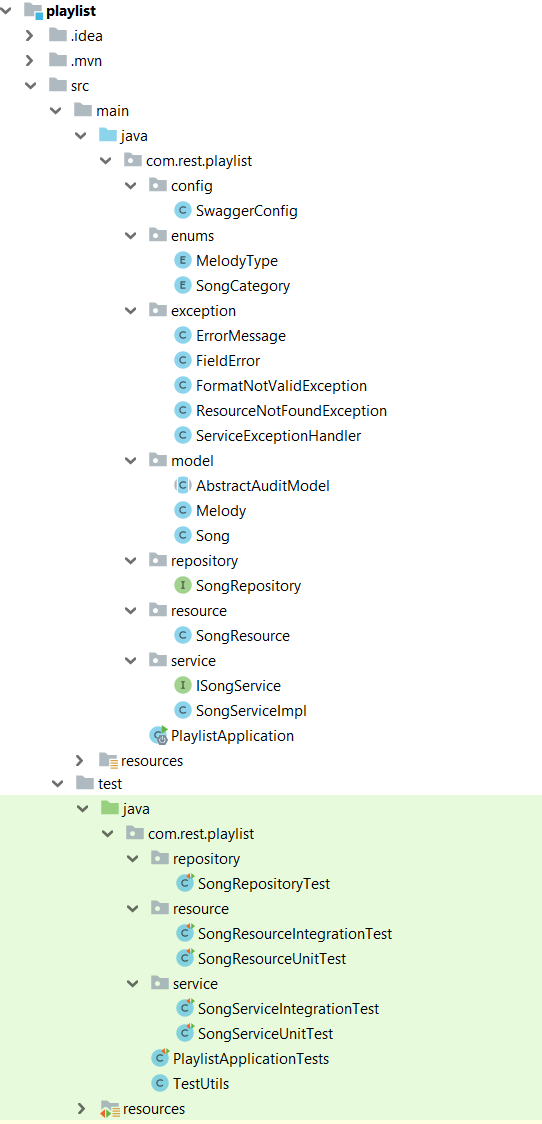 playlist
.idea
.mvn
src
main
java
com.rest.playlist
config
SwaggerConfig
enums
MelodyType
SongCategory
exception
ErrorMessage
FieldError
FormatNotValidException
ResourceNotFoundException
ServiceExceptionHandler
model
AbstractAuditModel
Melody
Song
repository
SongRepository
resource
SongResource
service
ISongService
SongServiceImpl
PlaylistApplication
resources
test
java
com.rest.playlist
repository
SongRepositoryTest
resource
SongResourceIntegrationTest
SongResourceUnitTest
service
SongServiceIntegrationTest
SongServiceUnitTest
PlaylistApplicationTests
TestUtils
resources